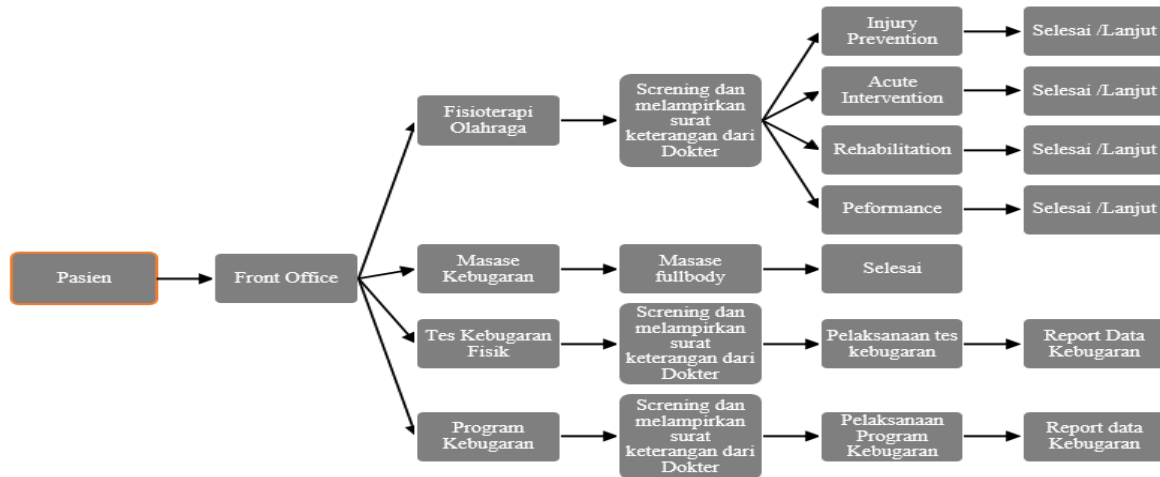 Pasien
Front Office
Fisioterapi
Olahraga
Screning dan
melampirkan
surat
keterangan dari
Dokter
Injury
Prevention
Selesai /Lanjut
Acute
Intervention
Selesai /Lanjut
Rehabilitation
Selesai /Lanjut
Peformance
Selesai /Lanjut
Masase
Kebugaran
Masase
fullbody
Selesai
Tes Kebugaran
Fisik
Screning dan
melampirkan
surat
keterangan dari
Dokter
Pelaksanaan tes
kebugaran
Report Data
Kebugaran
Program
Kebugaran
Screning dan
melampirkan
surat
keterangan dari
Dokter
Pelaksanaan
Program
Kebugaran
Report data
Kebugaran